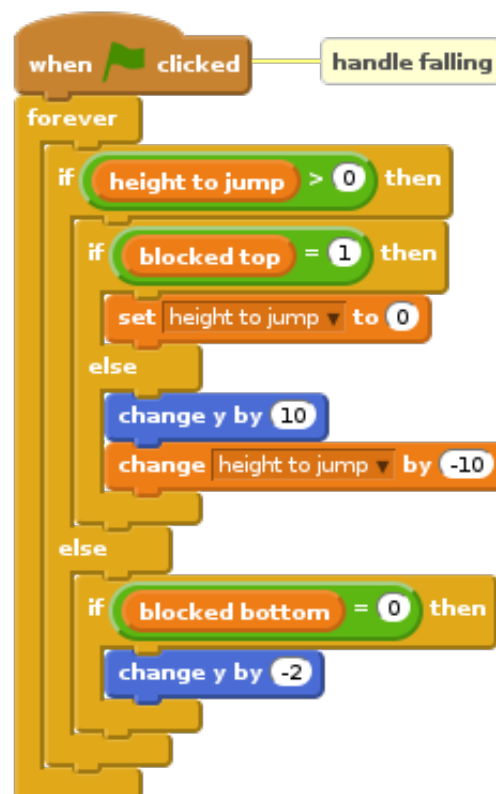 when clicked handle falling
forever
if height to jump > 0 then
if blocked top = 1 then
set height to jump to 0
else
change y by 10
change height to jump by -10
else
if blocked bottom = 0 then
change y by -2